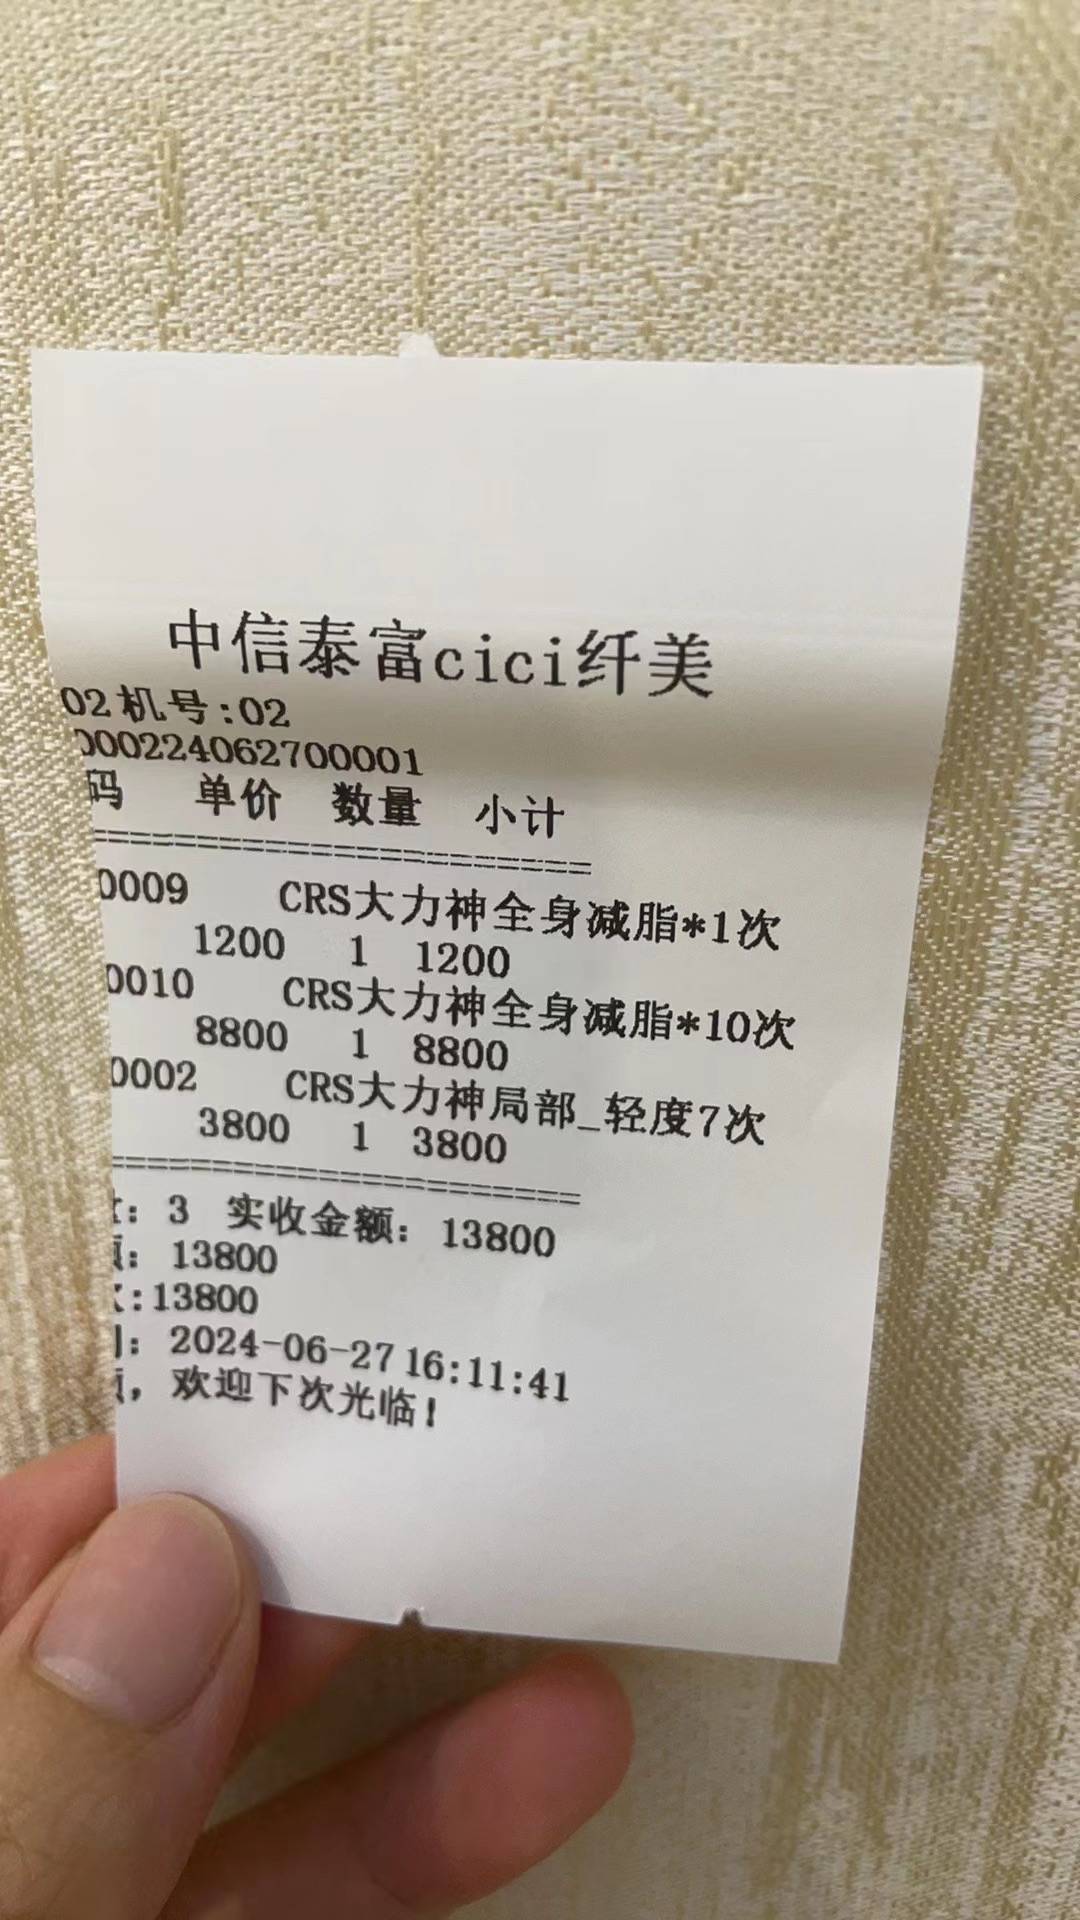 中信泰富cici纤美
02 机号:02
000224062700001
码 单价 数量 小计
=========================
0009 CRS大力神全身减脂*1次
1200 1 1200
0010 CRS大力神全身减脂*10次
8800 1 8800
0002 CRS大力神局部_轻度7次
3800 1 3800
=========================
: 3 实收金额: 13800
: 13800
:13800
: 2024-06-27 16:11:41
, 欢迎下次光临!